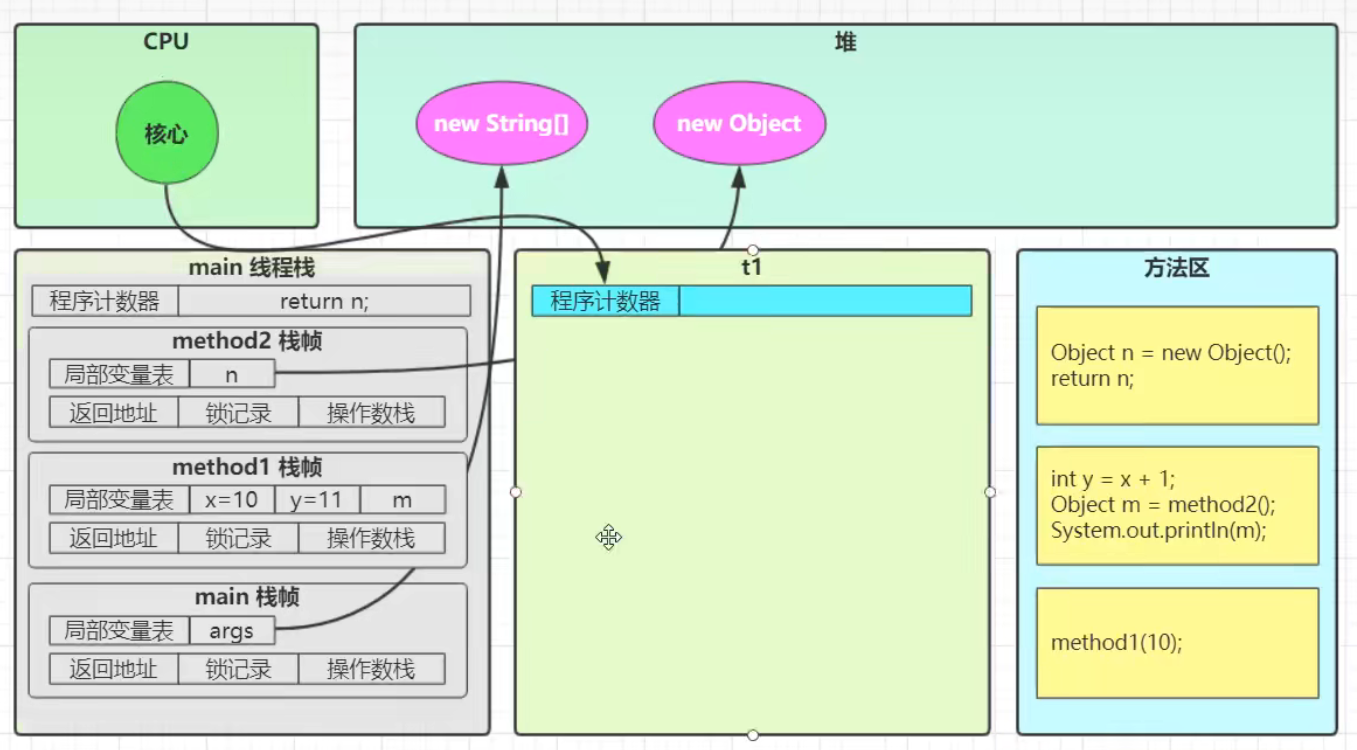 CPU
核心
堆
new String[]
new Object
main 线程栈
程序计数器
return n;
method2 栈帧
局部变量表
n
返回地址
锁记录
操作数栈
method1 栈帧
局部变量表
x=10
y=11
m
返回地址
锁记录
操作数栈
main 栈帧
局部变量表
args
返回地址
锁记录
操作数栈
t1
程序计数器
方法区
Object n = new Object();
return n;
int y = x + 1;
Object m = method2();
System.out.println(m);
method1(10);